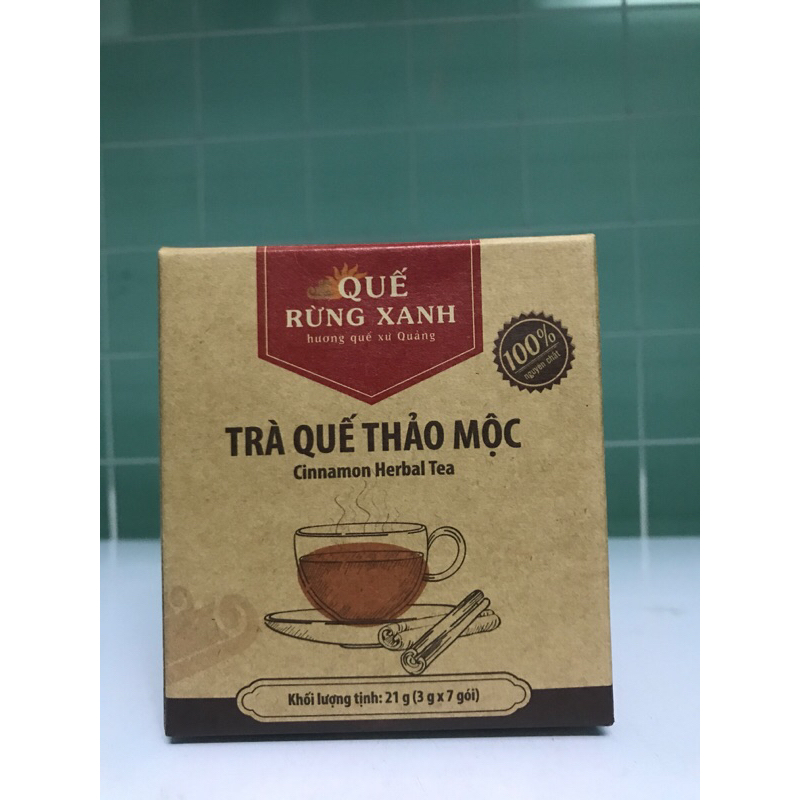 QUẾ
RỪNG XANH
hương quế xứ Quảng
100%
nguyên chất
TRÀ QUẾ THẢO MỘC
Cinnamon Herbal Tea
Khối lượng tịnh: 21 g (3 g x 7 gói)